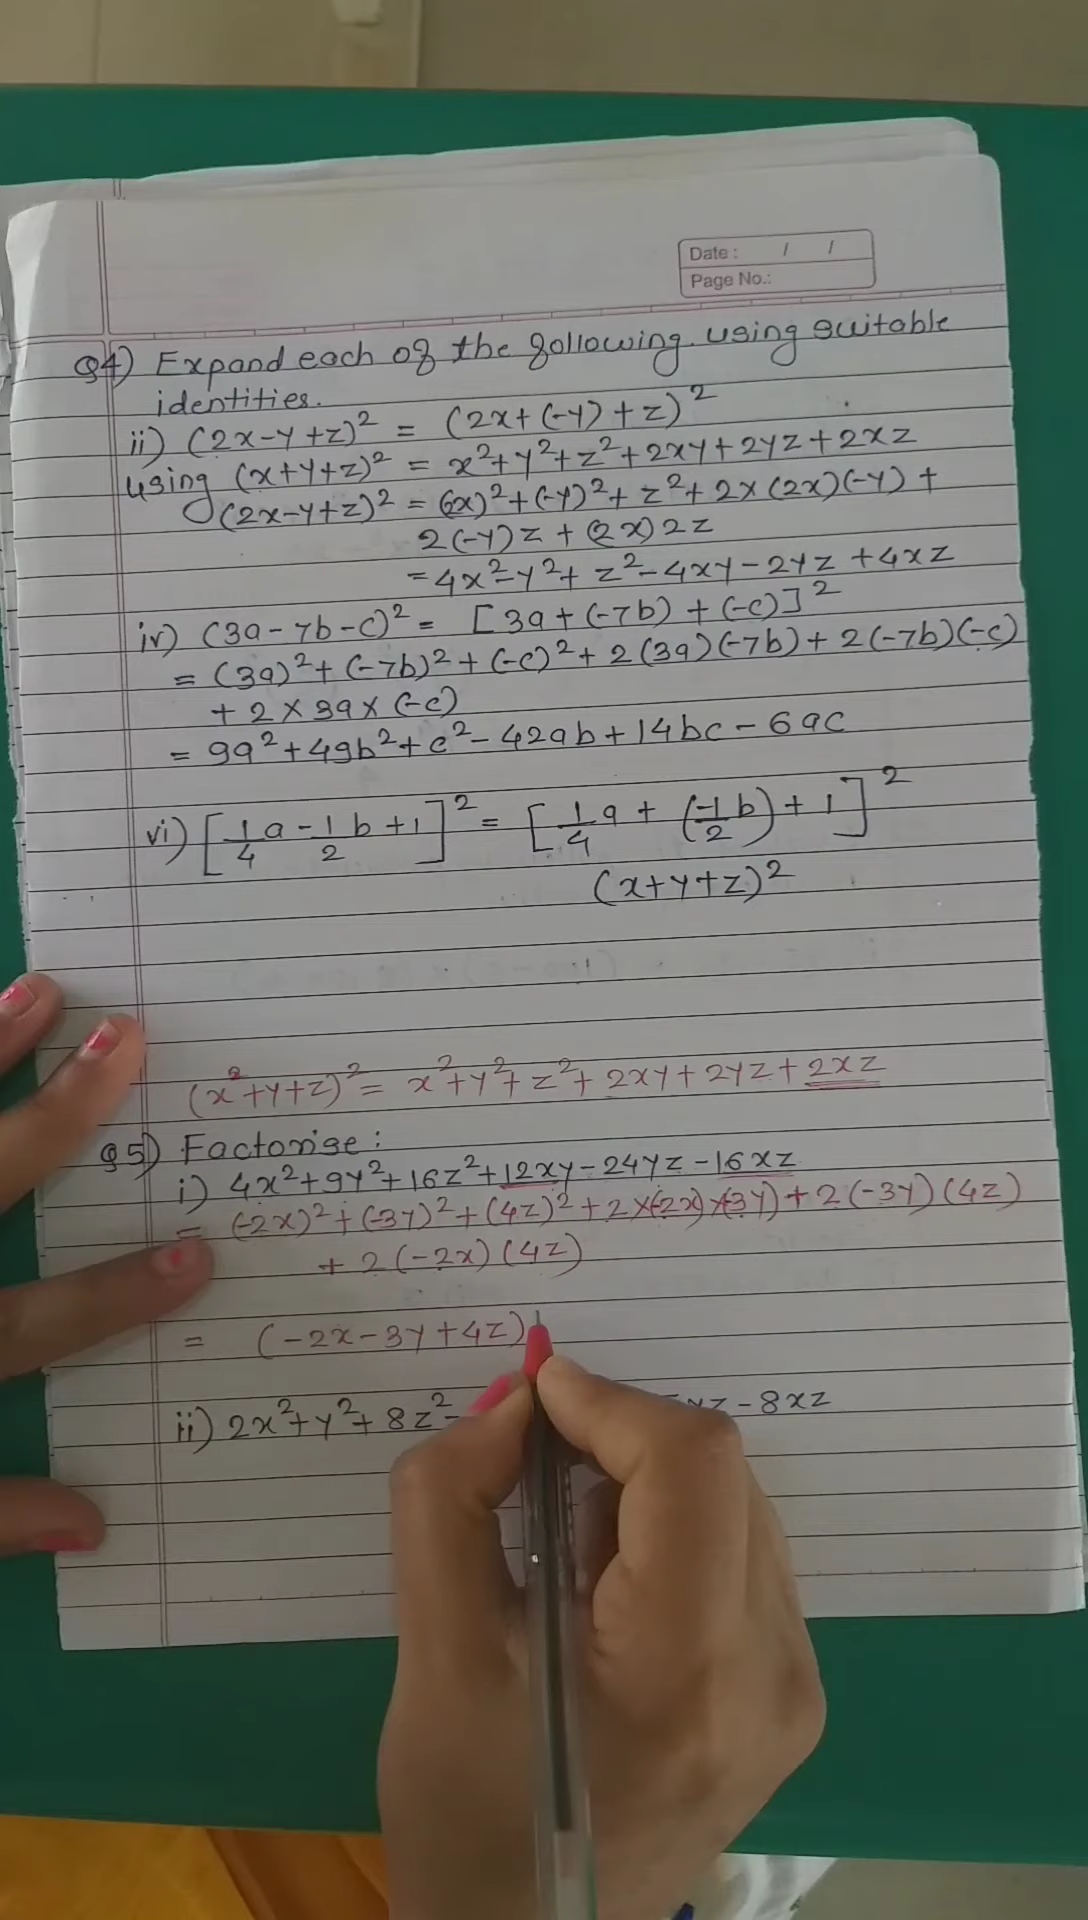 Date : / /
Page No.:
Q4) Expand each of the following using suitable
identities.
ii) (2x-y+z)² = (2x+(-y)+z)²
using (x+y+z)² = x²+y²+z²+2xy+2yz+2xz
(2x-y+z)² = (2x)²+(-y)²+z²+2×(2x)(-y)+
2(-y)z+(2x)2z
=4x²-y²+z²-4xy-2yz+4xz
iv) (3a-7b-c)² = [3a+(-7b)+(-c)]²
= (3a)²+(-7b)²+(-c)²+2(3a)(-7b)+2(-7b)(-c)
+2×3a×(-c)
= 9a²+49b²+c²-42ab+14bc-6ac
vi) [1/4 a - 1/2 b + 1]² = [1/4 a + (-1/2 b) + 1]²
(x+y+z)²
(x²+y+z)² = x²+y²+z²+2xy+2yz+2xz
Q5) Factorise:
i) 4x²+9y²+16z²+12xy-24yz-16xz
= (-2x)²+(-3y)²+(4z)²+2×(-2x)×(-3y)+2(-3y)(4z)
+2(-2x)(4z)
= (-2x-3y+4z)
ii) 2x²+y²+8z²- yz-8xz